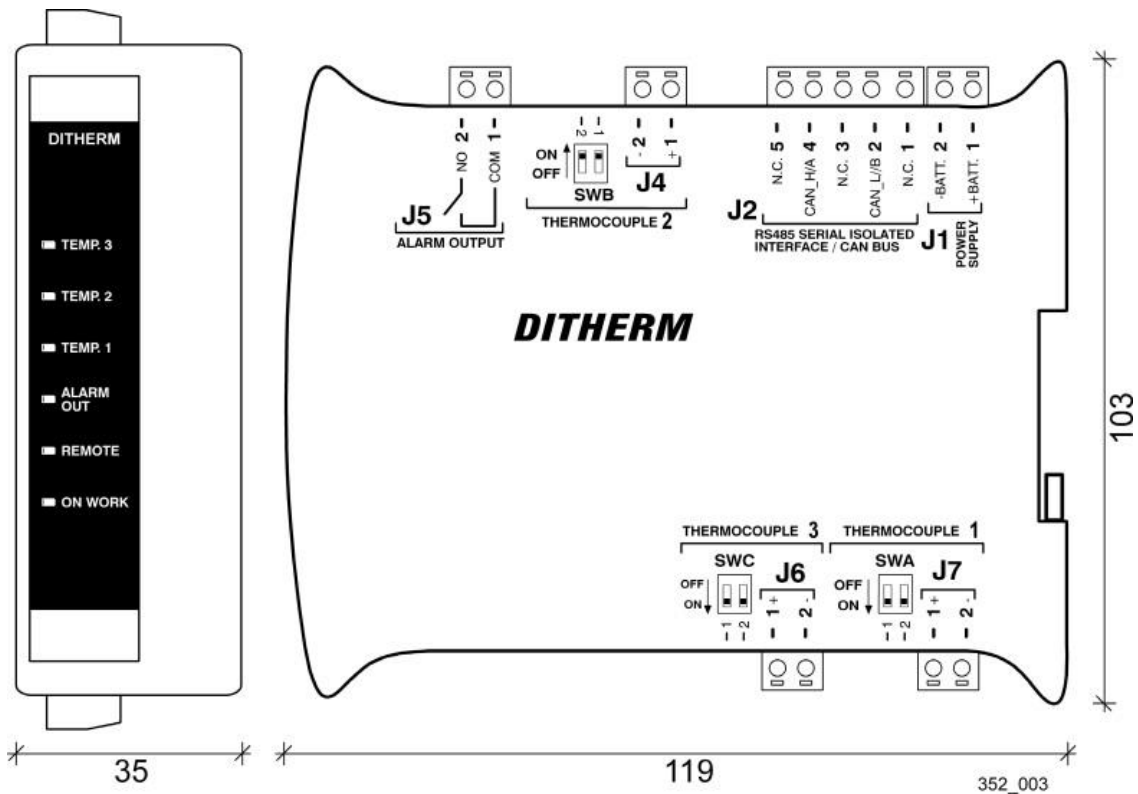 DITHERM
TEMP. 3
TEMP. 2
TEMP. 1
ALARM
OUT
REMOTE
ON WORK
35
NO 2
COM 1
J5
ALARM OUTPUT
2
1
ON
OFF
SWB
- 2
+ 1
J4
THERMOCOUPLE 2
J2
N.C. 5
CAN_H/A 4
N.C. 3
CAN_L//B 2
N.C. 1
RS485 SERIAL ISOLATED
INTERFACE / CAN BUS
-BATT. 2
+BATT. 1
J1
POWER
SUPPLY
DITHERM
THERMOCOUPLE 3
SWC
OFF
ON
1
2
J6
1 +
2 -
THERMOCOUPLE 1
SWA
OFF
ON
1
2
J7
1 +
2 -
103
119
352_003